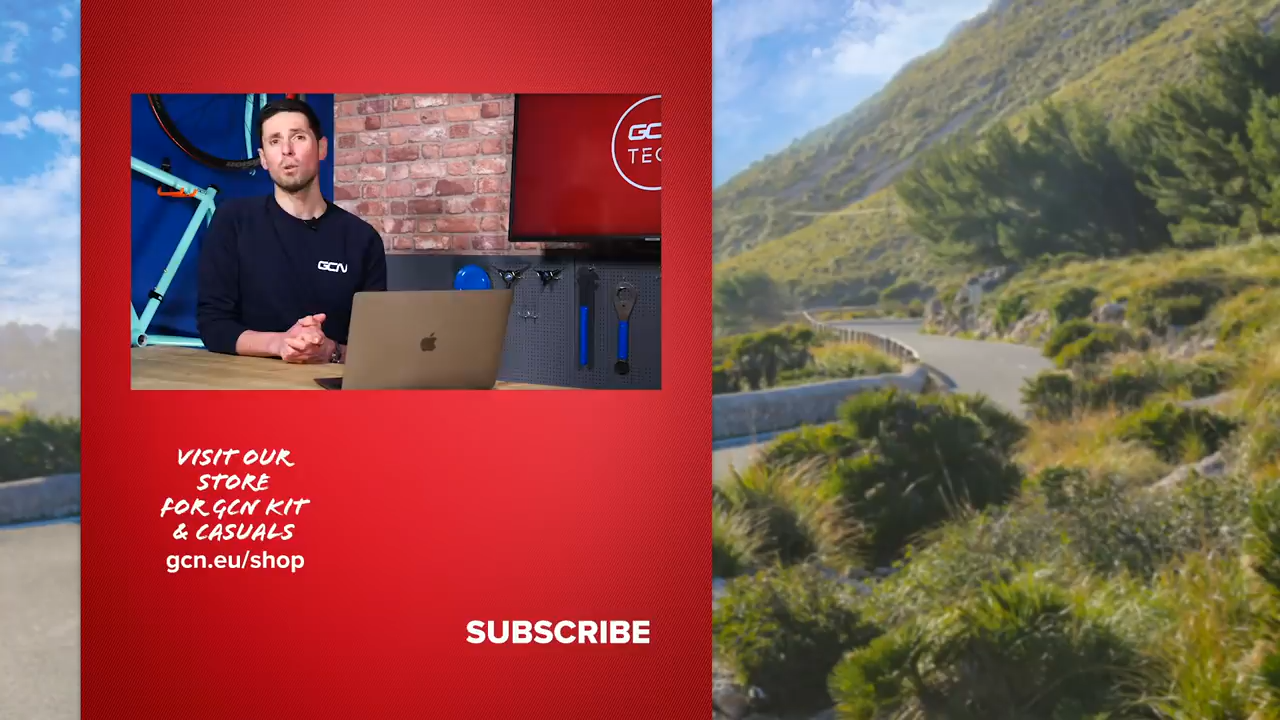 GCN
TEC
GCN
VISIT OUR
STORE
FOR GCN KIT
& CASUALS
gcn.eu/shop
SUBSCRIBE